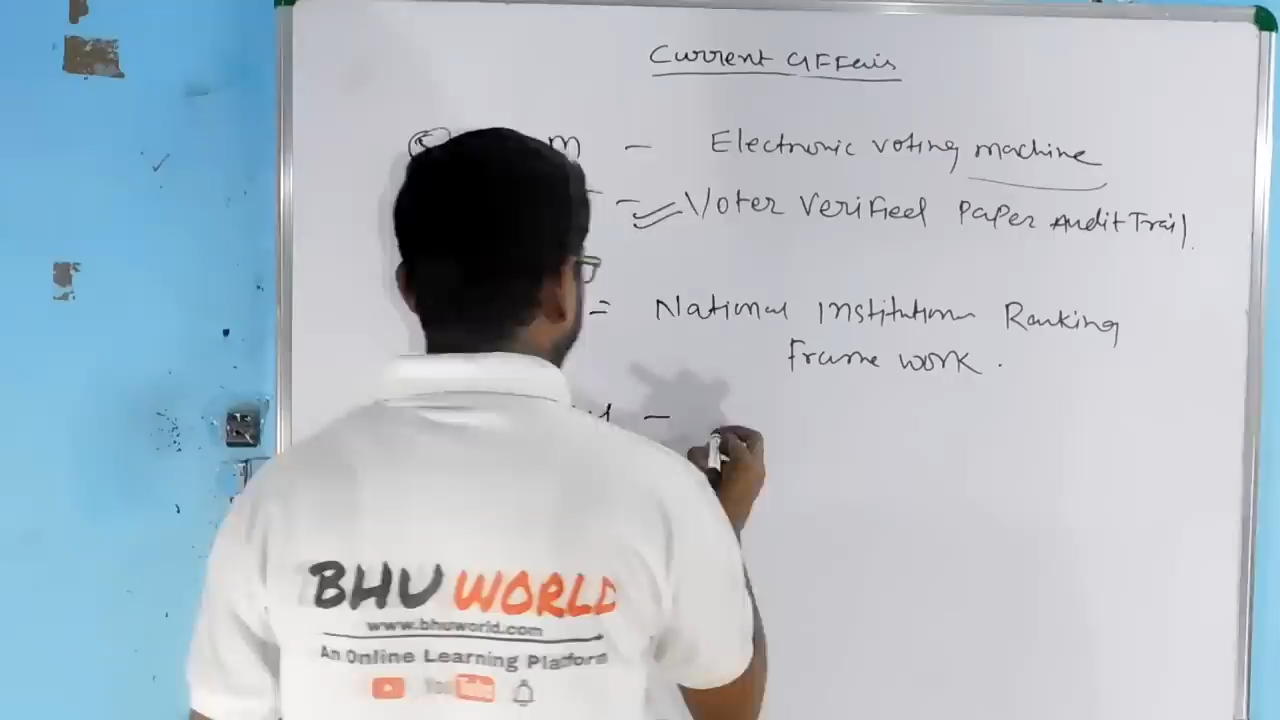 Current Affairs
m – Electronic voting machine
– Voter Verified Paper Audit Trail.
= National Institution Ranking
Frame work.
–
BHU WORLD
www.bhuworld.com
An Online Learning Platform
YouTube